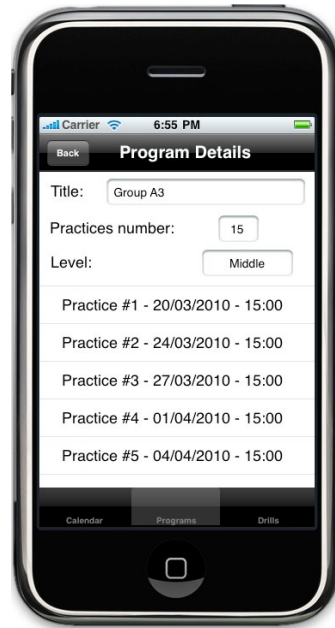 Carrier 6:55 PM
Back Program Details
Title: Group A3
Practices number: 15
Level: Middle
Practice #1 - 20/03/2010 - 15:00
Practice #2 - 24/03/2010 - 15:00
Practice #3 - 27/03/2010 - 15:00
Practice #4 - 01/04/2010 - 15:00
Practice #5 - 04/04/2010 - 15:00
Calendar Programs Drills